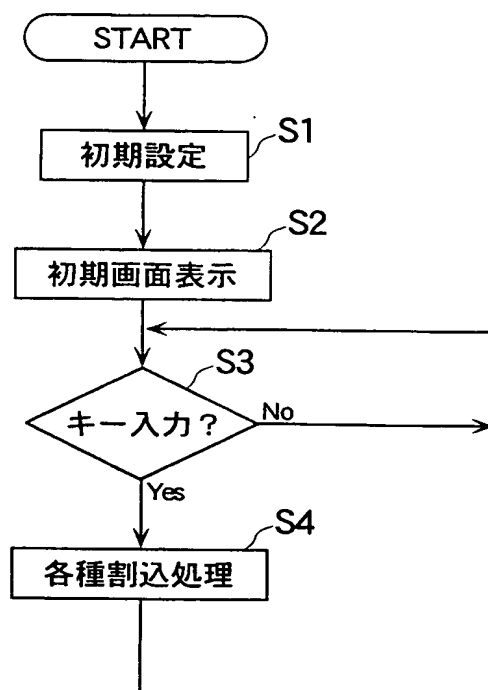 START
S1
初期設定
S2
初期画面表示
S3
キー入力？
No
Yes
S4
各種割込処理